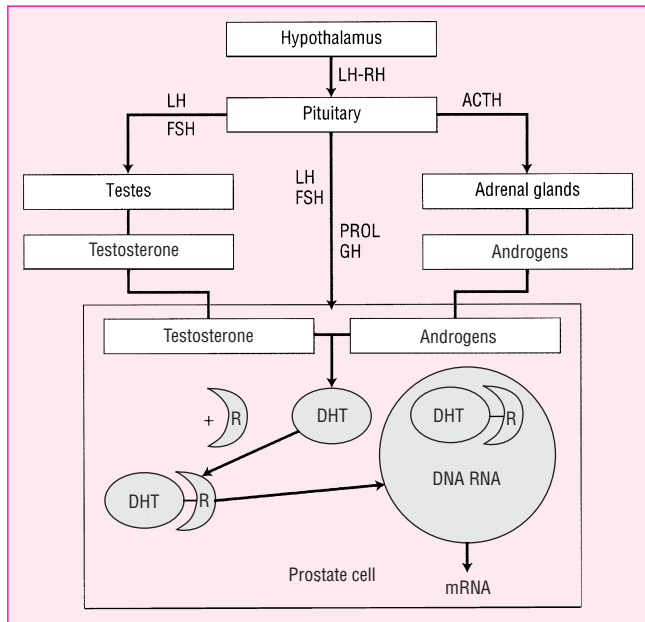 Hypothalamus
LH-RH
LH
FSH
Pituitary
ACTH
Testes
LH
FSH
Adrenal glands
Testosterone
PROL
GH
Androgens
Testosterone
Androgens
+ R
DHT
DHT R
DHT R
DNA RNA
Prostate cell
mRNA